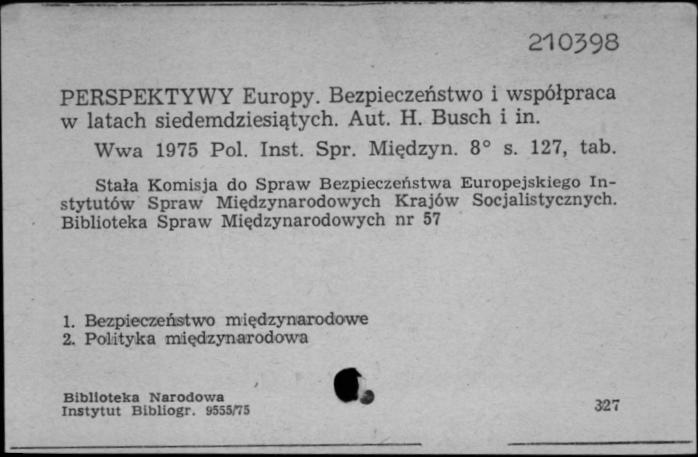 210398
PERSPEKTYWY Europy. Bezpieczeństwo i współpraca
w latach siedemdziesiątych. Aut. H. Busch i in.
Wwa 1975 Pol. Inst. Spr. Międzyn. 8° s. 127, tab.
Stała Komisja do Spraw Bezpieczeństwa Europejskiego In-
stytutów Spraw Międzynarodowych Krajów Socjalistycznych.
Biblioteka Spraw Międzynarodowych nr 57
1. Bezpieczeństwo międzynarodowe
2. Polityka międzynarodowa
Biblioteka Narodowa
Instytut Bibliogr. 9555/75
327